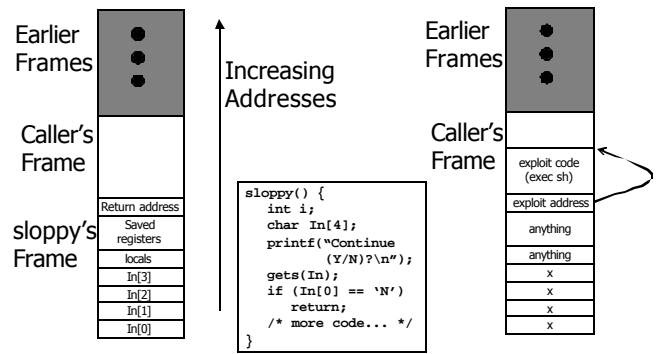 Earlier
Frames
Caller's
Frame
Return address
sloppy's
Frame
Saved
registers
locals
In[3]
In[2]
In[1]
In[0]
Increasing
Addresses
sloppy() {
int i;
char In[4];
printf(“Continue
(Y/N)?\n”);
gets(In);
if (In[0] == ‘N’)
return;
/* more code... */
}
Earlier
Frames
Caller's
Frame
exploit code
(exec sh)
exploit address
anything
anything
x
x
x
x